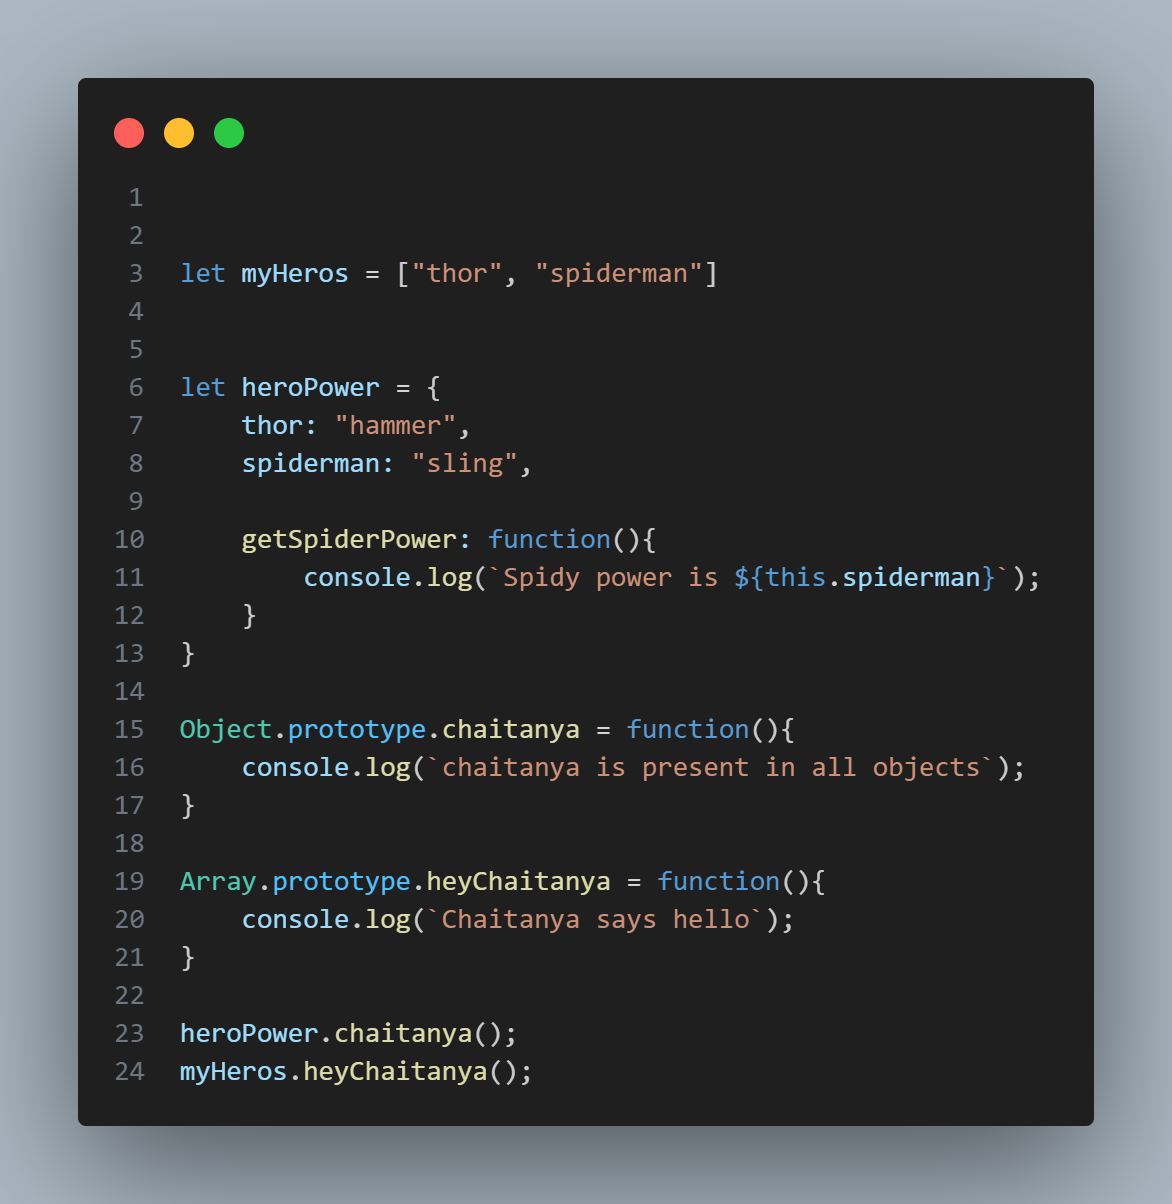 1
2
3 let myHeros = ["thor", "spiderman"]
4
5
6 let heroPower = {
7     thor: "hammer",
8     spiderman: "sling",
9
10     getSpiderPower: function(){
11         console.log(`Spidy power is ${this.spiderman}`);
12     }
13 }
14
15 Object.prototype.chaitanya = function(){
16     console.log(`chaitanya is present in all objects`);
17 }
18
19 Array.prototype.heyChaitanya = function(){
20     console.log(`Chaitanya says hello`);
21 }
22
23 heroPower.chaitanya();
24 myHeros.heyChaitanya();